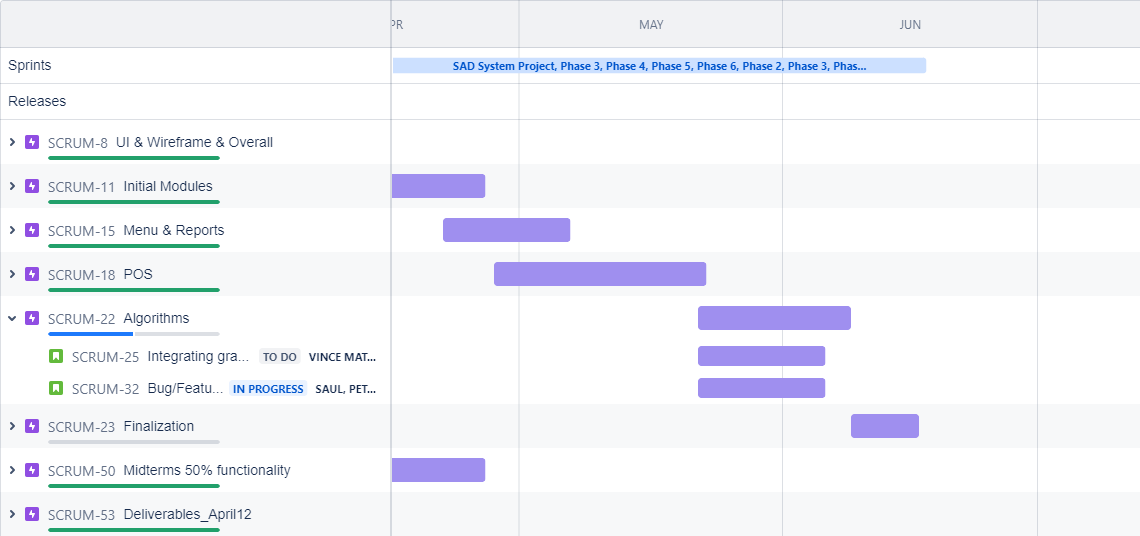 PR MAY JUN
Sprints SAD System Project, Phase 3, Phase 4, Phase 5, Phase 6, Phase 2, Phase 3, Phas...
Releases
SCRUM-8 UI & Wireframe & Overall
SCRUM-11 Initial Modules
SCRUM-15 Menu & Reports
SCRUM-18 POS
SCRUM-22 Algorithms
SCRUM-25 Integrating gra... TO DO VINCE MAT...
SCRUM-32 Bug/Featu... IN PROGRESS SAUL, PET...
SCRUM-23 Finalization
SCRUM-50 Midterms 50% functionality
SCRUM-53 Deliverables_April12